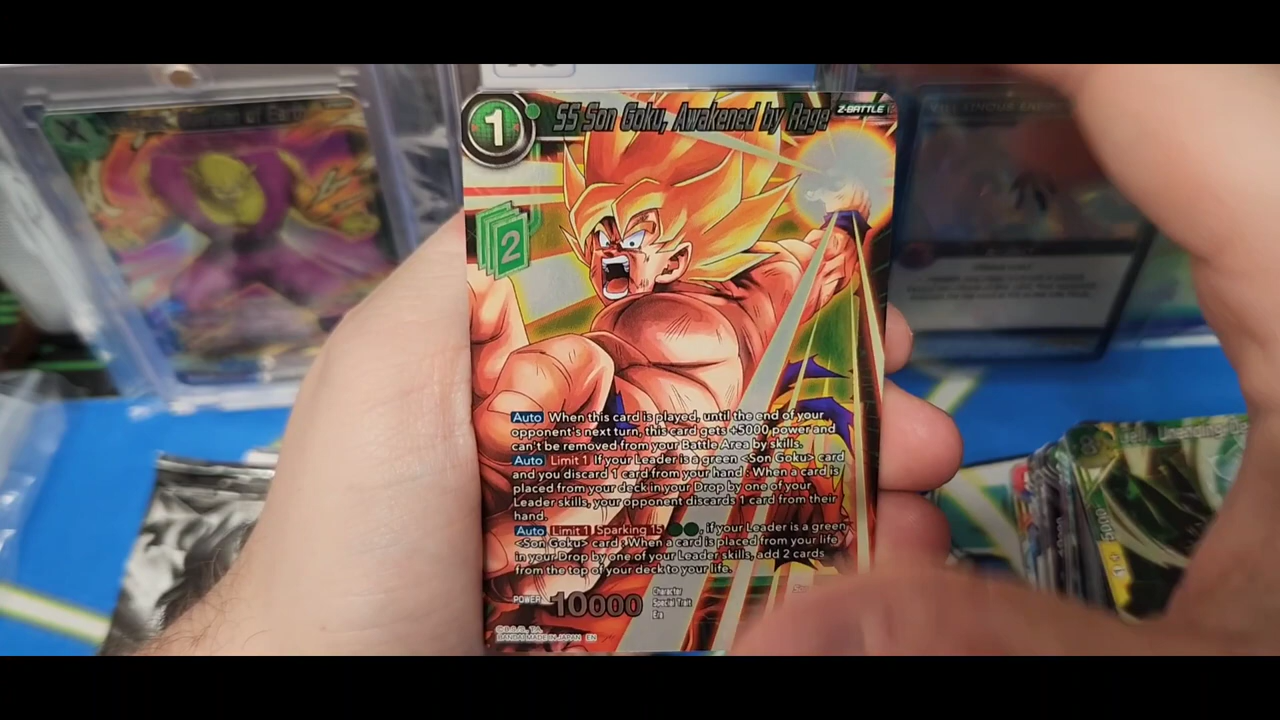 1
SS Son Goku, Awakened by Rage
Z-BATTLE
2
Auto When this card is played, until the end of your
opponent's next turn, this card gets +5000 power and
can't be removed from your Battle Area by skills.
Auto Limit 1 If your Leader is a green <Son Goku> card
and you discard 1 card from your hand : When a card is
placed from your deck in your Drop by one of your
Leader skills, your opponent discards 1 card from their
hand.
Auto Limit 1 Sparking 15 , if your Leader is a green
<Son Goku> card : When a card is placed from your life
in your Drop by one of your Leader skills, add 2 cards
from the top of your deck to your life.
POWER 10000
Character
Special Trait
Era
BANDAI MADE IN JAPAN EN
5000